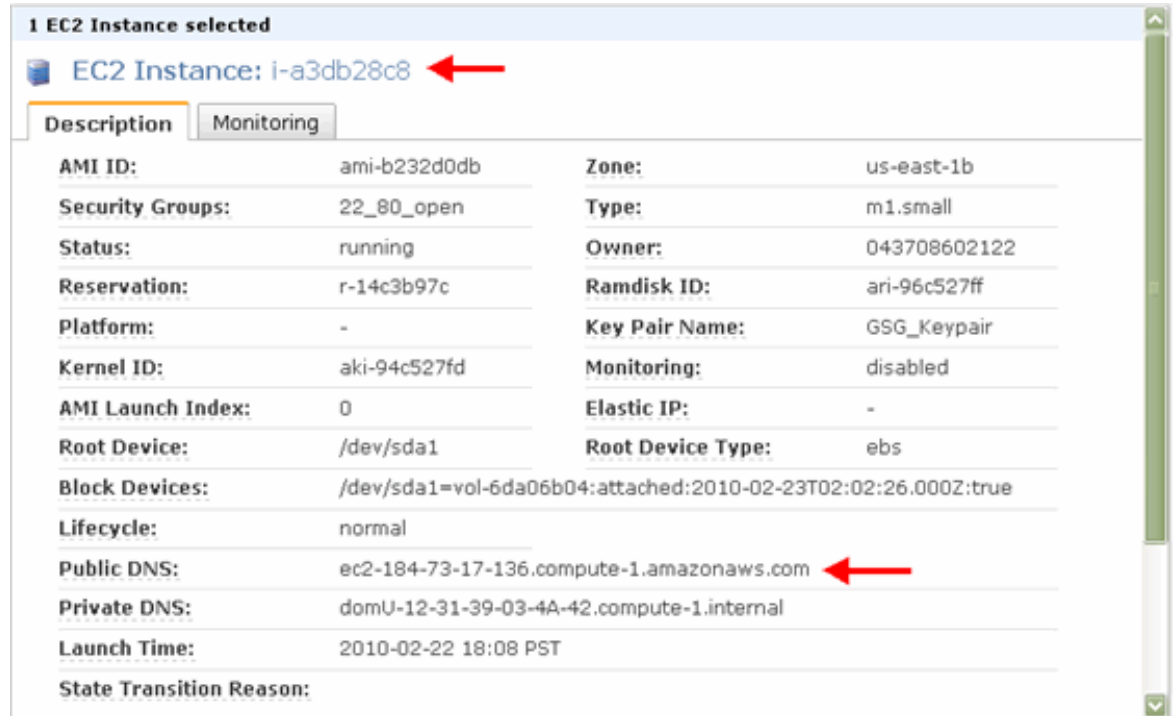 1 EC2 Instance selected
EC2 Instance: i-a3db28c8
Description Monitoring
AMI ID: ami-b232d0db Zone: us-east-1b
Security Groups: 22_80_open Type: m1.small
Status: running Owner: 043708602122
Reservation: r-14c3b97c Ramdisk ID: ari-96c527ff
Platform: - Key Pair Name: GSG_Keypair
Kernel ID: aki-94c527fd Monitoring: disabled
AMI Launch Index: 0 Elastic IP: -
Root Device: /dev/sda1 Root Device Type: ebs
Block Devices: /dev/sda1=vol-6da06b04:attached:2010-02-23T02:02:26.000Z:true
Lifecycle: normal
Public DNS: ec2-184-73-17-136.compute-1.amazonaws.com
Private DNS: domU-12-31-39-03-4A-42.compute-1.internal
Launch Time: 2010-02-22 18:08 PST
State Transition Reason: